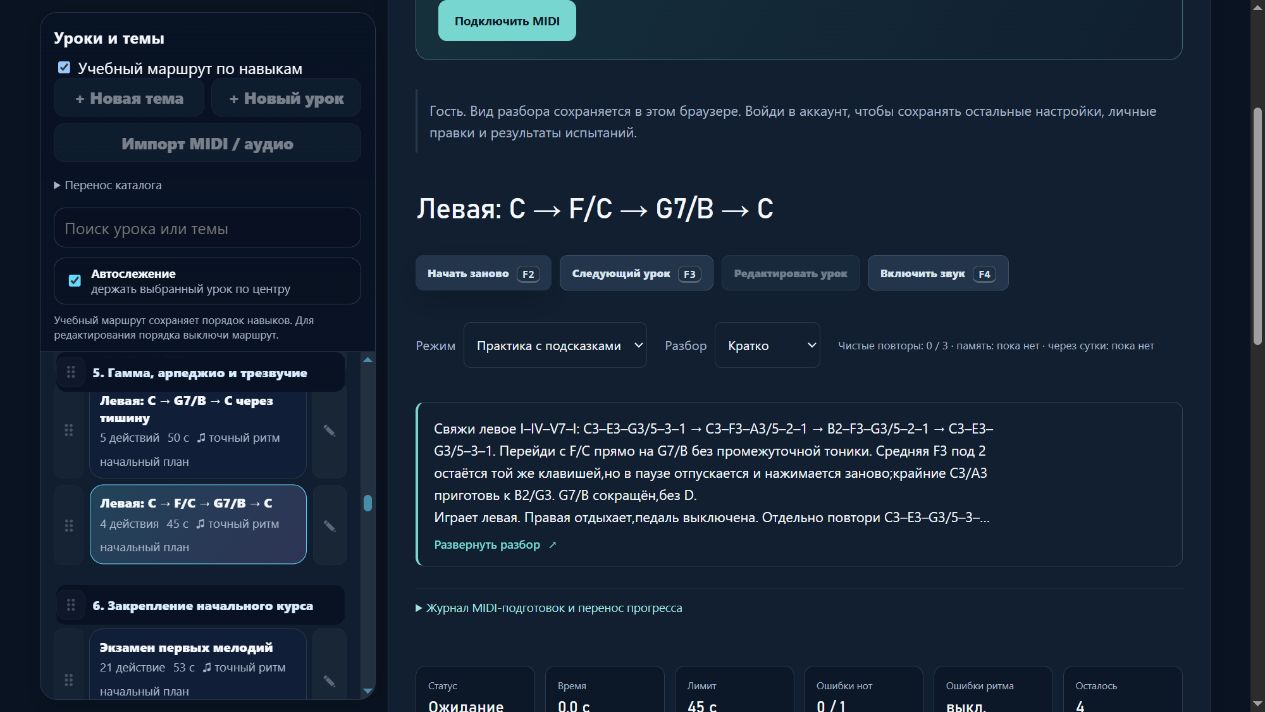 Уроки и темы
Учебный маршрут по навыкам
+ Новая тема
+ Новый урок
Импорт MIDI / аудио
▶ Перенос каталога
Поиск урока или темы
Автослежение
держать выбранный урок по центру
Учебный маршрут сохраняет порядок навыков. Для
редактирования порядка выключи маршрут.
5. Гамма, арпеджио и трезвучие
Левая: C → G7/B → C через
тишину
5 действий 50 с ♫ точный ритм
начальный план
Левая: C → F/C → G7/B → C
4 действия 45 с ♫ точный ритм
начальный план
6. Закрепление начального курса
Экзамен первых мелодий
21 действие 53 с ♫ точный ритм
начальный план
Подключить MIDI
Гость. Вид разбора сохраняется в этом браузере. Войди в аккаунт, чтобы сохранять остальные настройки, личные
правки и результаты испытаний.
Левая: C → F/C → G7/B → C
Начать заново F2
Следующий урок F3
Редактировать урок
Включить звук F4
Режим Практика с подсказками
Разбор Кратко
Чистые повторы: 0 / 3 · память: пока нет · через сутки: пока нет
Свяжи левое I–IV–V7–I: C3–E3–G3/5–3–1 → C3–F3–A3/5–2–1 → B2–F3–G3/5–2–1 → C3–E3–
G3/5–3–1. Перейди с F/C прямо на G7/B без промежуточной тоники. Средняя F3 под 2
остаётся той же клавишей,но в паузе отпускается и нажимается заново;крайние C3/A3
приготовь к B2/G3. G7/B сокращён,без D.
Играет левая. Правая отдыхает,педаль выключена. Отдельно повтори C3–E3–G3/5–3–...
Развернуть разбор ↗
▶ Журнал MIDI-подготовок и перенос прогресса
Статус
Ожидание
Время
0.0 с
Лимит
45 с
Ошибки нот
0 / 1
Ошибки ритма
выкл.
Осталось
4